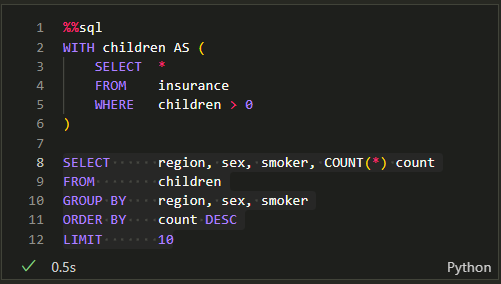 1 %%sql
2 WITH children AS (
3     SELECT  *
4     FROM    insurance
5     WHERE   children > 0
6 )
7
8 SELECT······region, sex, smoker, COUNT(*) count
9 FROM········children
10 GROUP BY····region, sex, smoker
11 ORDER BY····count DESC
12 LIMIT·······10
✓ 0.5s Python